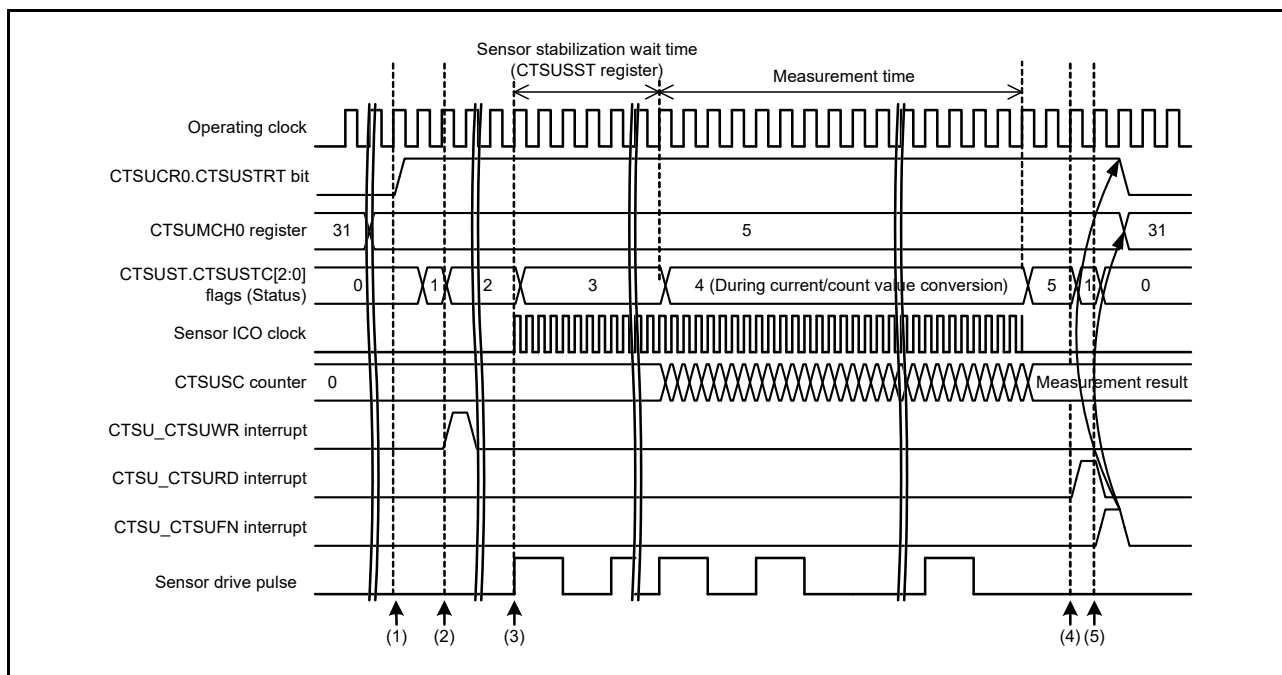 Sensor stabilization wait time
(CTSUSST register)
Measurement time
Operating clock
CTSUCR0.CTSUSTRT bit
CTSUMCH0 register
31
5
31
CTSUST.CTSUSTC[2:0]
flags (Status)
0
1
2
3
4 (During current/count value conversion)
5
1
0
Sensor ICO clock
CTSUSC counter
0
Measurement result
CTSU_CTSUWR interrupt
CTSU_CTSURD interrupt
CTSU_CTSUFN interrupt
Sensor drive pulse
(1)
(2)
(3)
(4)
(5)